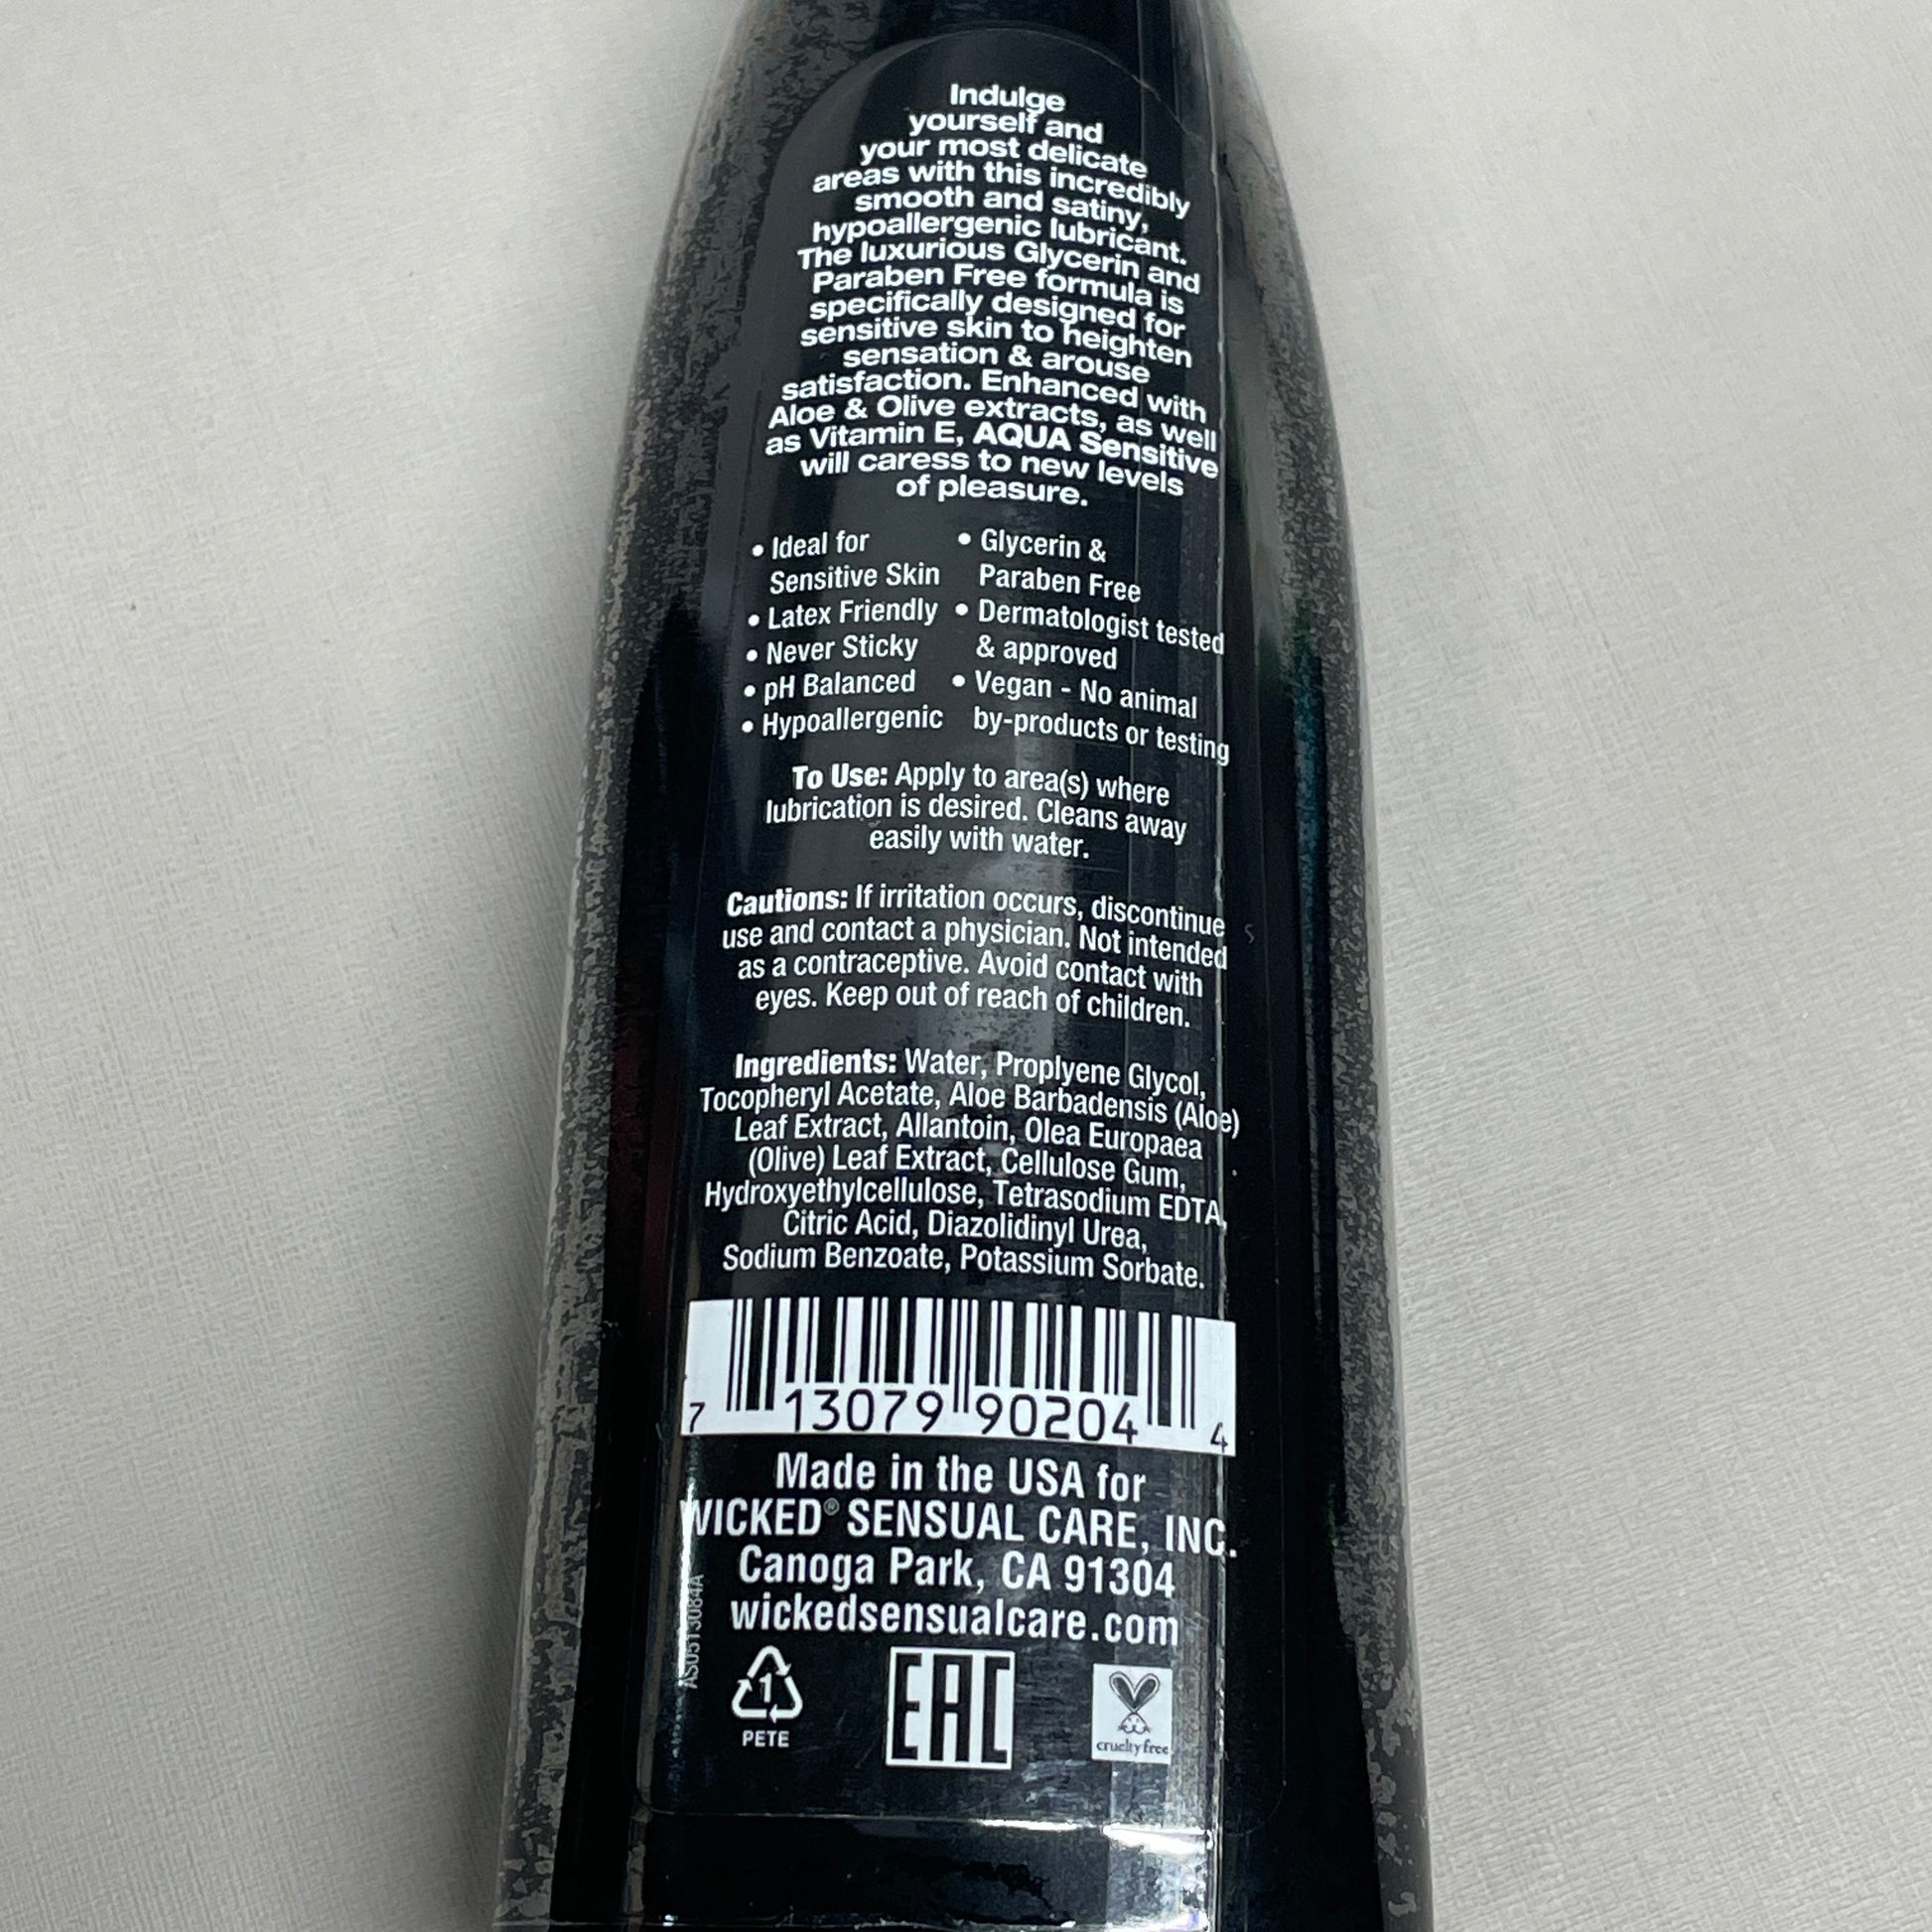 Indulge
yourself and
your most delicate
areas with this incredibly
smooth and satiny,
hypoallergenic lubricant.
The luxurious Glycerin and
Paraben Free formula is
specifically designed for
sensitive skin to heighten
sensation & arouse
satisfaction. Enhanced with
Aloe & Olive extracts, as well
as Vitamin E, AQUA Sensitive
will caress to new levels
of pleasure.
• Ideal for
Sensitive Skin
• Latex Friendly
• Never Sticky
• pH Balanced
• Hypoallergenic
• Glycerin &
Paraben Free
• Dermatologist tested
& approved
• Vegan - No animal
by-products or testing
To Use: Apply to area(s) where
lubrication is desired. Cleans away
easily with water.
Cautions: If irritation occurs, discontinue
use and contact a physician. Not intended
as a contraceptive. Avoid contact with
eyes. Keep out of reach of children.
Ingredients: Water, Proplyene Glycol,
Tocopheryl Acetate, Aloe Barbadensis (Aloe)
Leaf Extract, Allantoin, Olea Europaea
(Olive) Leaf Extract, Cellulose Gum,
Hydroxyethylcellulose, Tetrasodium EDTA,
Citric Acid, Diazolidinyl Urea,
Sodium Benzoate, Potassium Sorbate.
7 13079 90204 4
Made in the USA for
WICKED® SENSUAL CARE, INC.
Canoga Park, CA 91304
wickedsensualcare.com
AS0513084A
1
PETE
EAC
crueltyfree